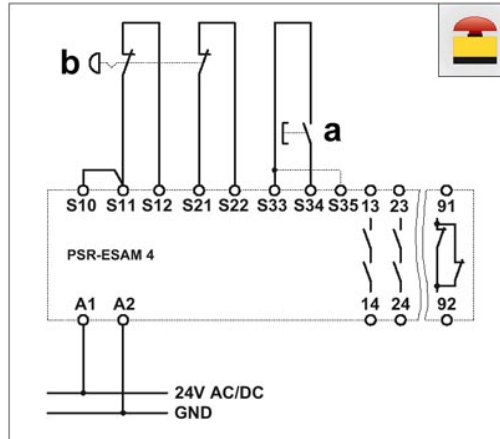 b
a
S10 S11 S12 S21 S22 S33 S34 S35 13 23 91
PSR-ESAM 4
14 24 92
A1 A2
24V AC/DC
GND